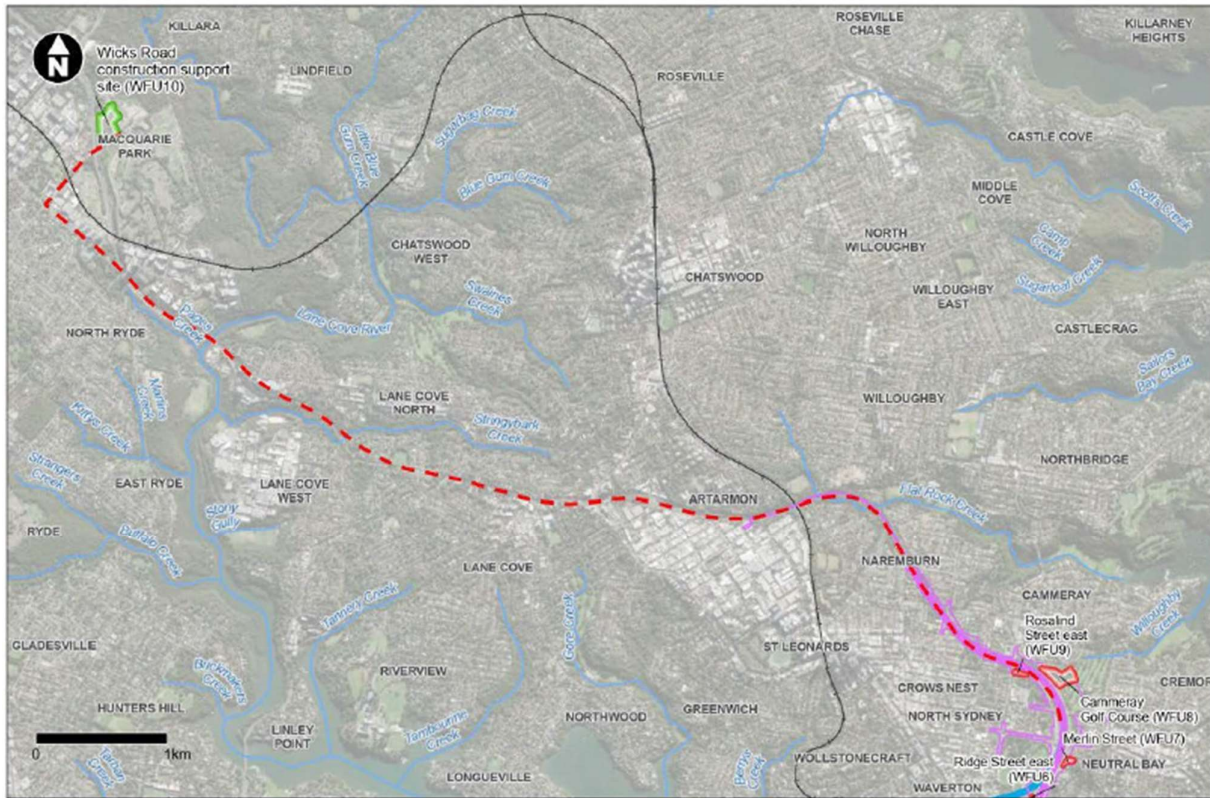 KILLARA
ROSEVILLE
CHASE
KILLARNEY
HEIGHTS
N
Wicks Road
construction support
site (WFU10)
LINDFIELD
ROSEVILLE
MACQUARIE
PARK
Little Blue
Gum Creek
Sugarbag Creek
Blue Gum Creek
CASTLE COVE
MIDDLE
COVE
Scotts Creek
Camp
Creek
Sugarloaf Creek
CHATSWOOD
WEST
NORTH
WILLOUGHBY
CHATSWOOD
WILLOUGHBY
EAST
Swaines
Creek
Lane Cove River
Pages
Creek
NORTH RYDE
CASTLECRAG
Sailors
Bay Creek
Martins
Creek
Kittys Creek
LANE COVE
NORTH
Stringybark
Creek
WILLOUGHBY
NORTHBRIDGE
Strangers
Creek
EAST RYDE
LANE COVE
WEST
Stony
Gully
ARTARMON
Flat Rock Creek
RYDE
Buffalo Creek
LANE COVE
NAREMBURN
CAMMERAY
Tannery Creek
Gore Creek
Willoughby
Creek
Rosalind
Street east
(WFU9)
GLADESVILLE
ST LEONARDS
RIVERVIEW
Brickmakers
Creek
CROWS NEST
CREMOR
HUNTERS HILL
NORTHWOOD
GREENWICH
NORTH SYDNEY
Cammeray
Golf Course (WFU8)
LINLEY
POINT
Tambourine
Creek
Merlin Street (WFU7)
0
1km
Tarban
Creek
LONGUEVILLE
Berrys
Creek
WOLLSTONECRAFT
Ridge Street east
(WFU6)
NEUTRAL BAY
WAVERTON